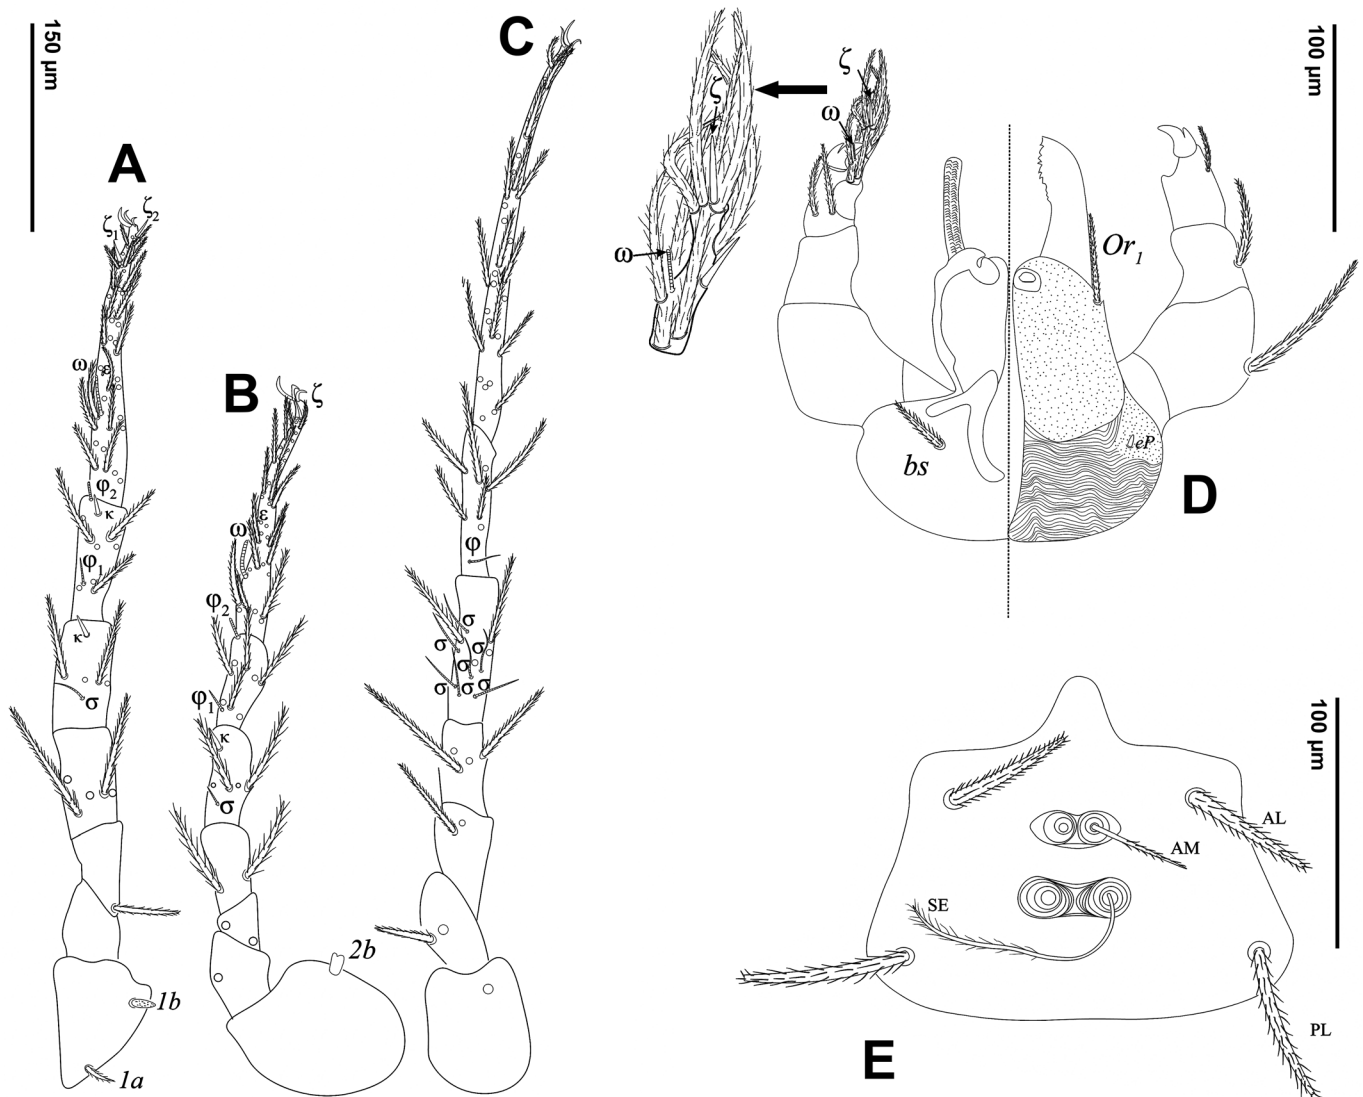 150 µm
A
ζ1
ζ2
ω
ε
φ2
κ
φ1
κ
σ
1b
1a
B
ζ
ε
ω
φ2
φ1
κ
σ
2b
C
φ
σ
σ
σ
σ
σ
σ
σ
100 µm
ζ
ω
ζ
ω
Or1
bs
eP
D
100 µm
AL
AM
SE
PL
E